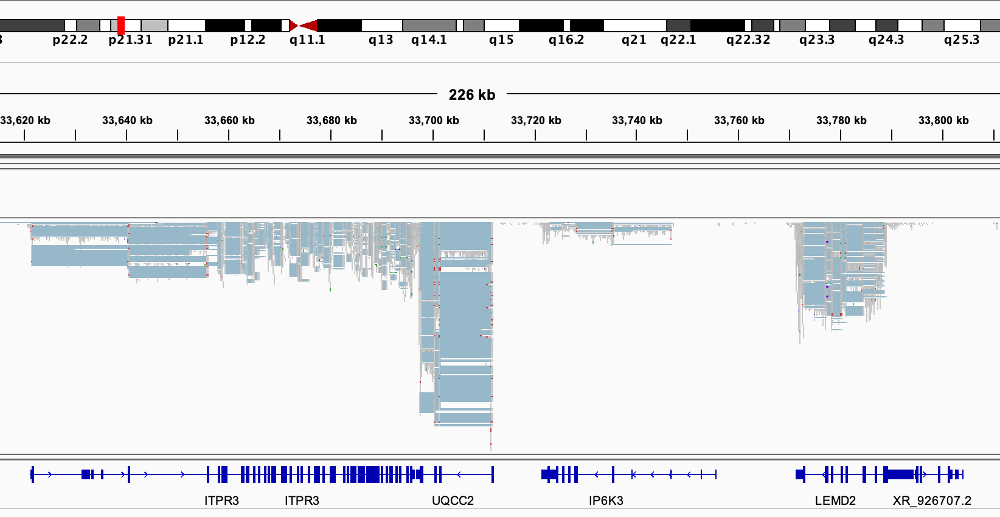 p22.2 p21.31 p21.1 p12.2 q11.1 q13 q14.1 q15 q16.2 q21 q22.1 q22.32 q23.3 q24.3 q25.3
226 kb
33,620 kb 33,640 kb 33,660 kb 33,680 kb 33,700 kb 33,720 kb 33,740 kb 33,760 kb 33,780 kb 33,800 kb
ITPR3 ITPR3 UQCC2 IP6K3 LEMD2 XR_926707.2